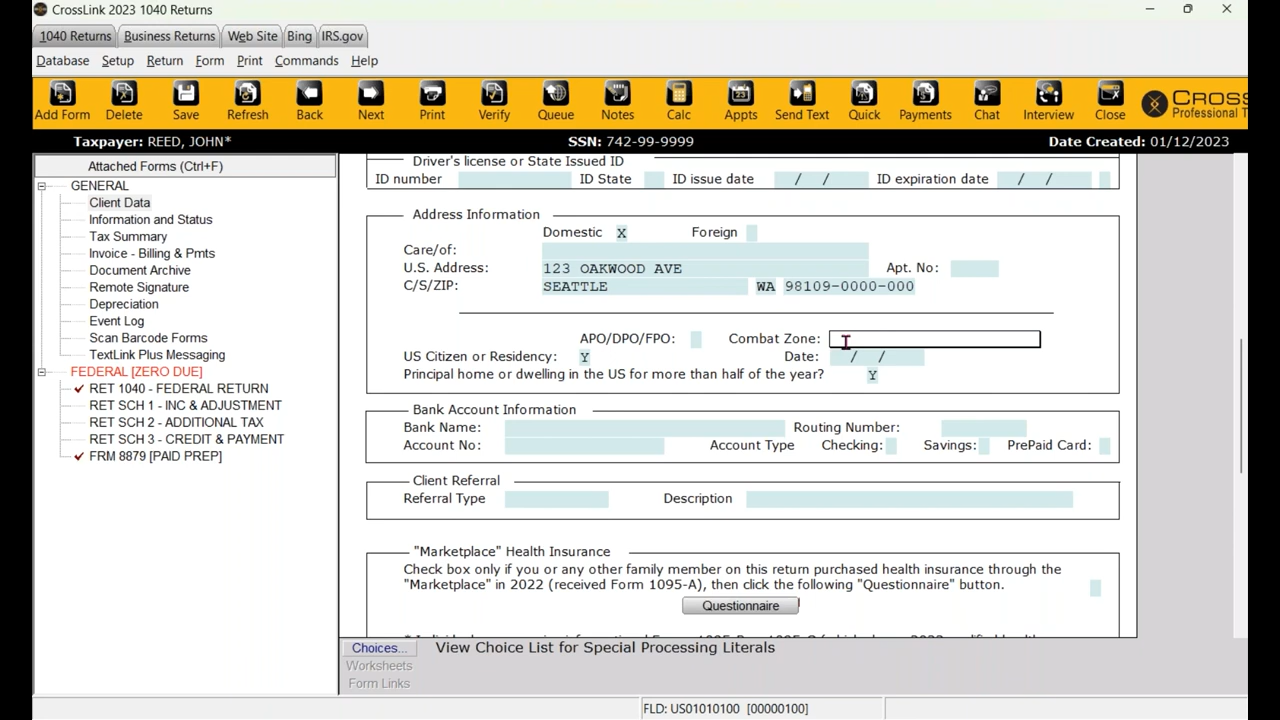 CrossLink 2023 1040 Returns
1040 Returns Business Returns Web Site Bing IRS.gov
Database Setup Return Form Print Commands Help
Add Form Delete Save Refresh Back Next Print Verify Queue Notes Calc Appts Send Text Quick Payments Chat Interview Close
Taxpayer: REED, JOHN* SSN: 742-99-9999 Date Created: 01/12/2023
Attached Forms (Ctrl+F)
GENERAL
Client Data
Information and Status
Tax Summary
Invoice - Billing & Pmts
Document Archive
Remote Signature
Depreciation
Event Log
Scan Barcode Forms
TextLink Plus Messaging
FEDERAL [ZERO DUE]
RET 1040 - FEDERAL RETURN
RET SCH 1 - INC & ADJUSTMENT
RET SCH 2 - ADDITIONAL TAX
RET SCH 3 - CREDIT & PAYMENT
FRM 8879 [PAID PREP]
Driver's license or State Issued ID
ID number ID State ID issue date / / ID expiration date / /
Address Information
Domestic X Foreign
Care/of:
U.S. Address: 123 OAKWOOD AVE Apt. No:
C/S/ZIP: SEATTLE WA 98109-0000-000
APO/DPO/FPO: Combat Zone:
US Citizen or Residency: Y Date: / /
Principal home or dwelling in the US for more than half of the year? Y
Bank Account Information
Bank Name: Routing Number:
Account No: Account Type Checking: Savings: PrePaid Card:
Client Referral
Referral Type Description
"Marketplace" Health Insurance
Check box only if you or any other family member on this return purchased health insurance through the
"Marketplace" in 2022 (received Form 1095-A), then click the following "Questionnaire" button.
Questionnaire
Choices... View Choice List for Special Processing Literals
Worksheets
Form Links
FLD: US01010100 [00000100]